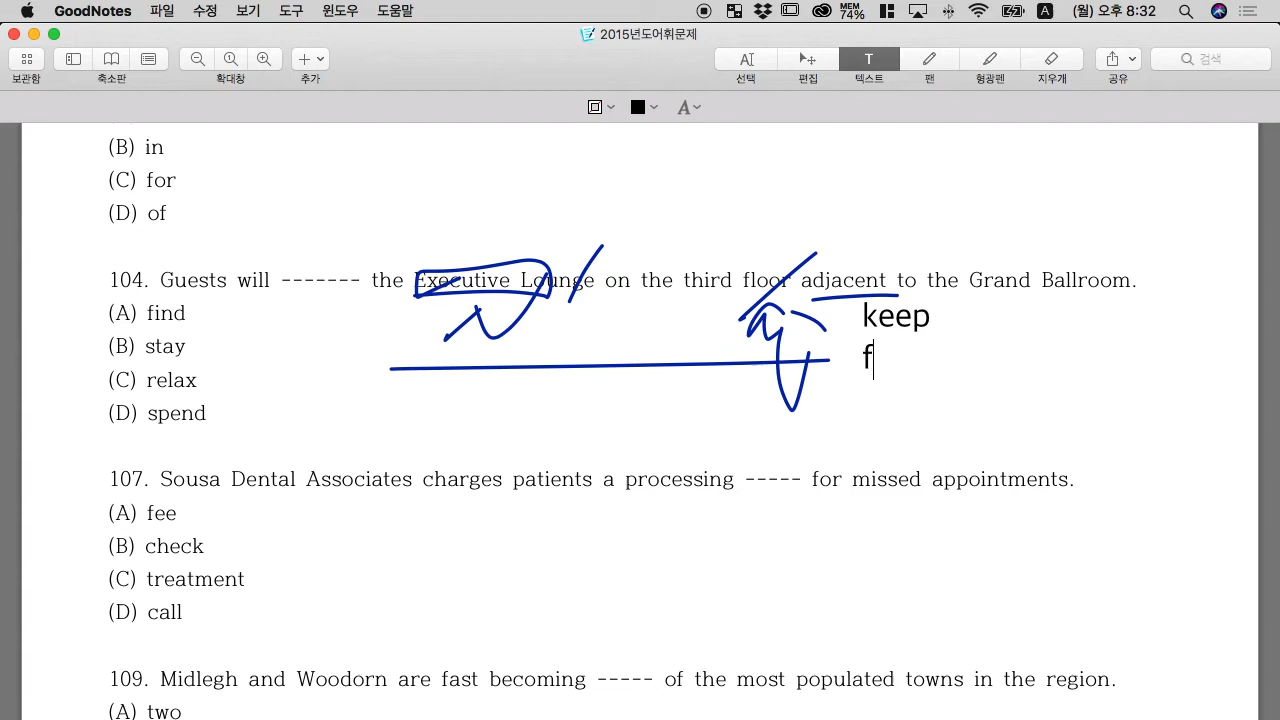 GoodNotes 파일 수정 보기 도구 윈도우 도움말 MEM 74% A (월) 오후 8:32
2015년도어휘문제
AI T 검색
보관함 축소판 확대창 추가 선택 편집 텍스트 펜 형광펜 지우개 공유
A
(B) in
(C) for
(D) of
104. Guests will ------- the Executive Lounge on the third floor adjacent to the Grand Ballroom.
(A) find
keep
(B) stay
f
(C) relax
(D) spend
107. Sousa Dental Associates charges patients a processing ----- for missed appointments.
(A) fee
(B) check
(C) treatment
(D) call
109. Midlegh and Woodorn are fast becoming ----- of the most populated towns in the region.
(A) two